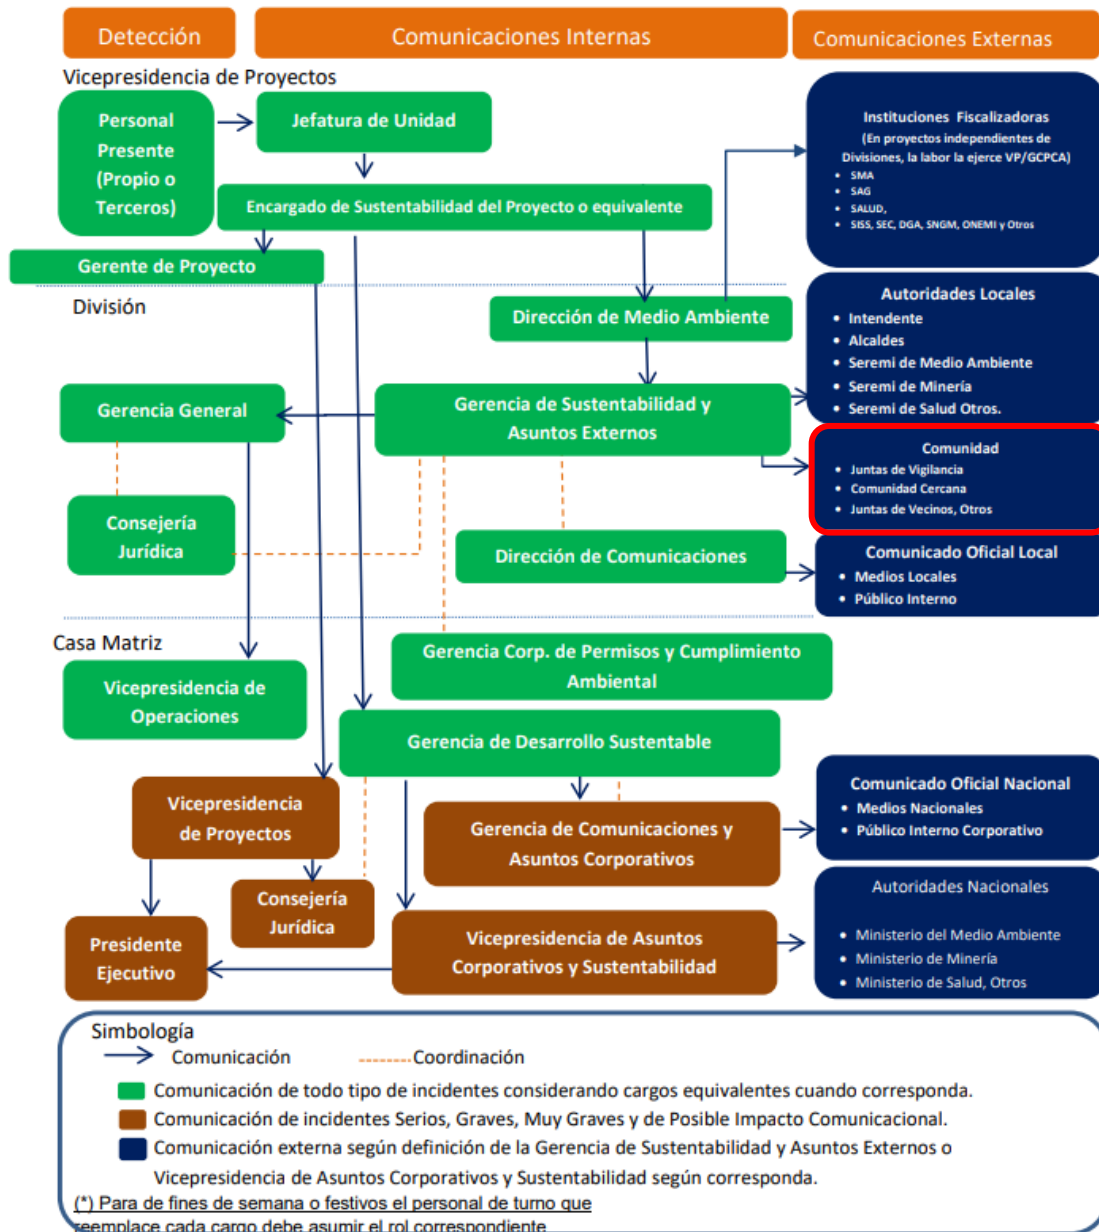 Detección
Comunicaciones Internas
Comunicaciones Externas
Vicepresidencia de Proyectos
Personal
Presente
(Propio o
Terceros)
Jefatura de Unidad
Encargado de Sustentabilidad del Proyecto o equivalente
Gerente de Proyecto
Instituciones Fiscalizadoras
(En proyectos independientes de
Divisiones, la labor la ejerce VP/GCPCA)
• SMA
• SAG
• SALUD,
• SISS, SEC, DGA, SNGM, ONEMI y Otros
División
Dirección de Medio Ambiente
Autoridades Locales
• Intendente
• Alcaldes
• Seremi de Medio Ambiente
• Seremi de Minería
• Seremi de Salud Otros.
Gerencia General
Gerencia de Sustentabilidad y
Asuntos Externos
Comunidad
• Juntas de Vigilancia
• Comunidad Cercana
• Juntas de Vecinos, Otros
Consejería
Jurídica
Dirección de Comunicaciones
Comunicado Oficial Local
• Medios Locales
• Público Interno
Casa Matriz
Gerencia Corp. de Permisos y Cumplimiento
Ambiental
Vicepresidencia de
Operaciones
Gerencia de Desarrollo Sustentable
Vicepresidencia
de Proyectos
Gerencia de Comunicaciones y
Asuntos Corporativos
Comunicado Oficial Nacional
• Medios Nacionales
• Público Interno Corporativo
Consejería
Jurídica
Presidente
Ejecutivo
Vicepresidencia de Asuntos
Corporativos y Sustentabilidad
Autoridades Nacionales
• Ministerio del Medio Ambiente
• Ministerio de Minería
• Ministerio de Salud, Otros
Simbología
Comunicación
Coordinación
Comunicación de todo tipo de incidentes considerando cargos equivalentes cuando corresponda.
Comunicación de incidentes Serios, Graves, Muy Graves y de Posible Impacto Comunicacional.
Comunicación externa según definición de la Gerencia de Sustentabilidad y Asuntos Externos o
Vicepresidencia de Asuntos Corporativos y Sustentabilidad según corresponda.
(*) Para de fines de semana o festivos el personal de turno que
reemplace cada cargo debe asumir el rol correspondiente